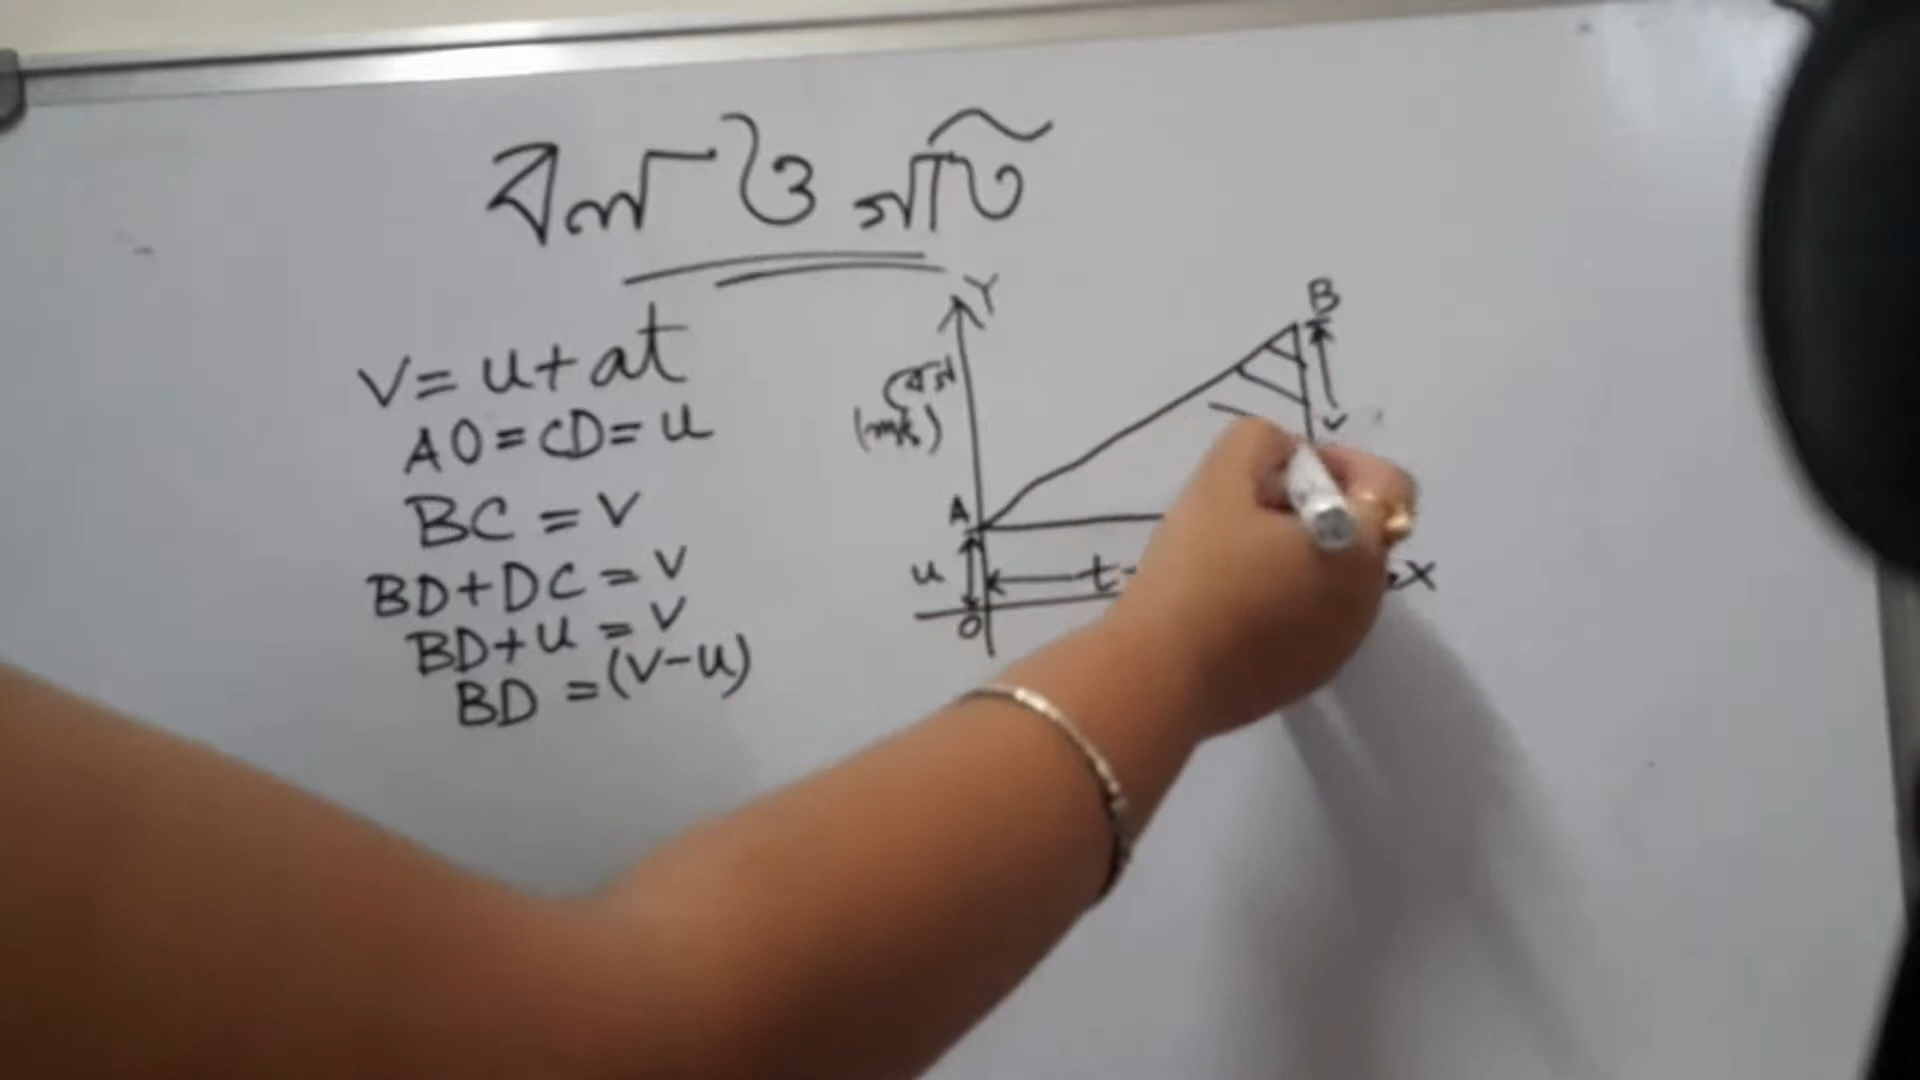 বল ও গতি
V=u+at
AO=CD=u
BC=V
BD+DC=V
BD+u=V
BD=(V-u)
Y
B
বেগ
(m/s)
V
A
u
t
X
O